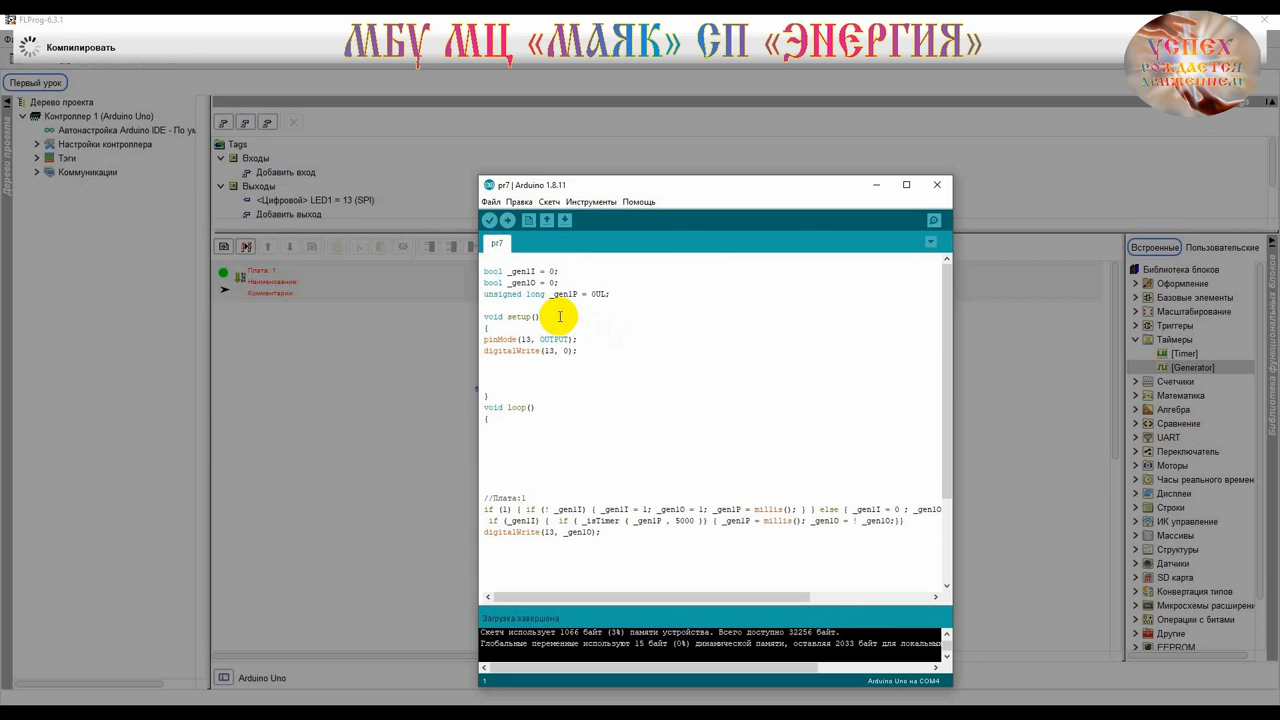 FLProg-6.3.1
МБУ МЦ «МАЯК» СП «ЭНЕРГИЯ»
УСПЕХ
РОЖДАЕТСЯ
ДВИЖЕНИЕМ
Компилировать
Первый урок
Дерево проекта
Дерево проекта
Контроллер 1 (Arduino Uno)
Автонастройка Arduino IDE - По ум
Настройки контроллера
Тэги
Коммуникации
Tags
Входы
Добавить вход
Выходы
<Цифровой> LED1 = 13 (SPI)
Добавить выход
Плата: 1
Наименование:
Комментарии:
pr7 | Arduino 1.8.11
Файл Правка Скетч Инструменты Помощь
pr7
bool _gen1I = 0;
bool _gen1O = 0;
unsigned long _gen1P = 0UL;
void setup()
{
pinMode(13, OUTPUT);
digitalWrite(13, 0);
}
void loop()
{
//Плата:1
if (1) { if (! _gen1I) { _gen1I = 1; _gen1O = 1; _gen1P = millis(); } } else { _gen1I = 0 ; _gen1O
if (_gen1I) { if ( _isTimer ( _gen1P , 5000 )) { _gen1P = millis(); _gen1O = ! _gen1O;}}
digitalWrite(13, _gen1O);
Загрузка завершена
Скетч использует 1066 байт (3%) памяти устройства. Всего доступно 32256 байт.
Глобальные переменные используют 15 байт (0%) динамической памяти, оставляя 2033 байт для локальных
1
Arduino Uno на COM4
Arduino Uno
Встроенные Пользовательские
Библиотека блоков
Оформление
Базовые элементы
Триггеры
Таймеры
[Timer]
[Generator]
Счетчики
Математика
Алгебра
Сравнение
UART
Переключатель
Моторы
Часы реального времен
Дисплеи
Строки
ИК управление
Массивы
Структуры
Датчики
SD карта
Конвертация типов
Микросхемы расширени
Операции с битами
Другие
EEPROM
Библиотека функциональных блоков